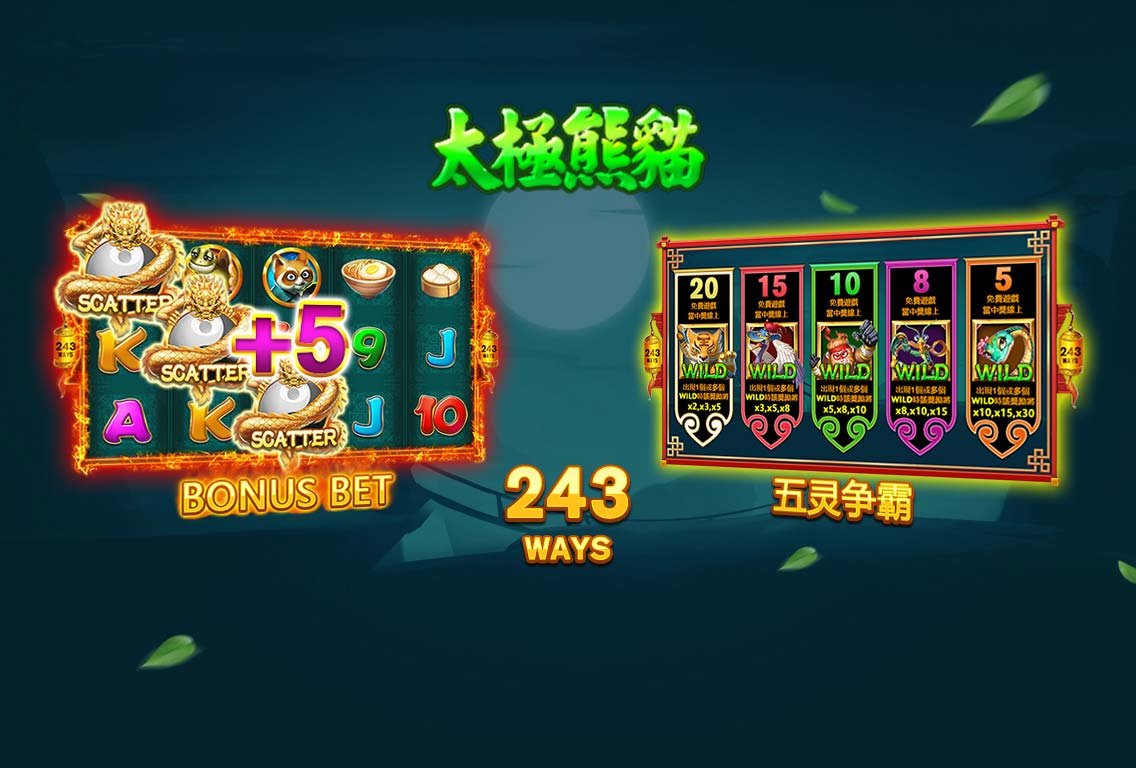 太極熊貓
SCATTER
SCATTER
+5
SCATTER
K
9
J
A
K
J
10
243
WAYS
243
WAYS
BONUS BET
243
WAYS
20
免費遊戲
當中獎線上
WILD
出現1個或多個
WILD時該獎勵將
x2,x3,x5
15
免費遊戲
當中獎線上
WILD
出現1個或多個
WILD時該獎勵將
x3,x5,x8
10
免費遊戲
當中獎線上
WILD
出現1個或多個
WILD時該獎勵將
x5,x8,x10
8
免費遊戲
當中獎線上
WILD
出現1個或多個
WILD時該獎勵將
x8,x10,x15
5
免費遊戲
當中獎線上
WILD
出現1個或多個
WILD時該獎勵將
x10,x15,x30
243
WAYS
243
WAYS
五灵争霸